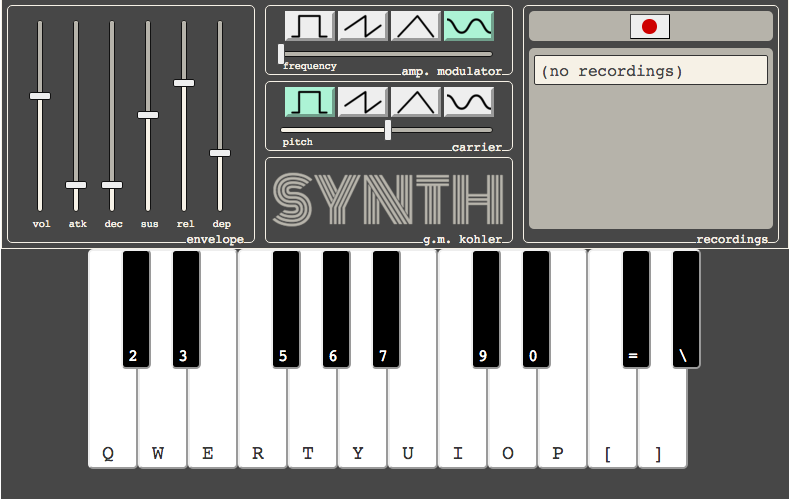 vol atk dec sus rel dep
envelope
frequency
amp. modulator
pitch
carrier
SYNTH
g.m. kohler
(no recordings)
recordings
2 3 5 6 7 9 0 = \
Q W E R T Y U I O P [ ]